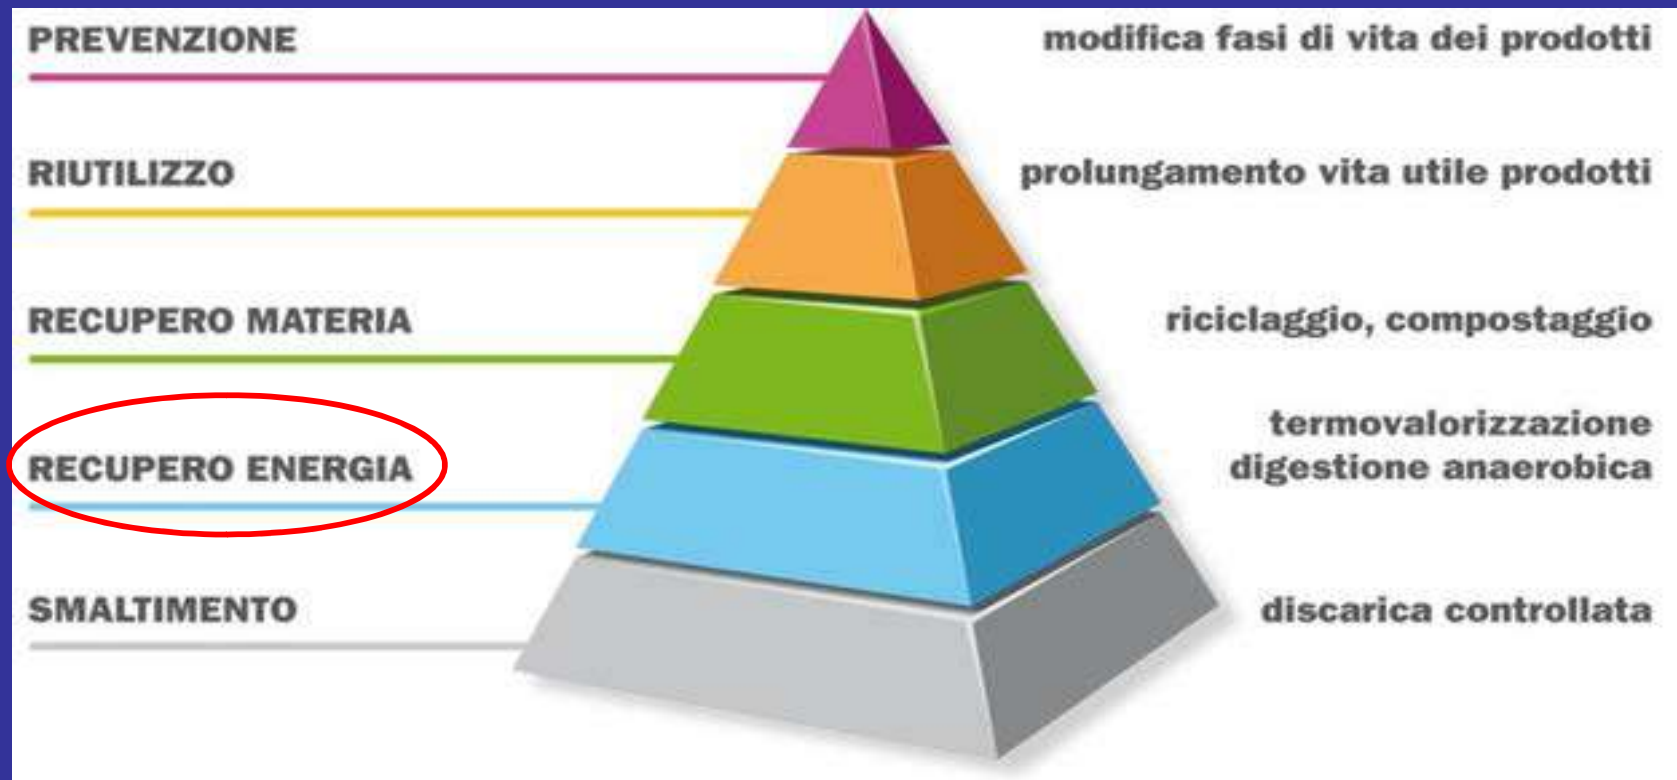 PREVENZIONE
modifica fasi di vita dei prodotti
RIUTILIZZO
prolungamento vita utile prodotti
RECUPERO MATERIA
riciclaggio, compostaggio
RECUPERO ENERGIA
termovalorizzazione
digestione anaerobica
SMALTIMENTO
discarica controllata